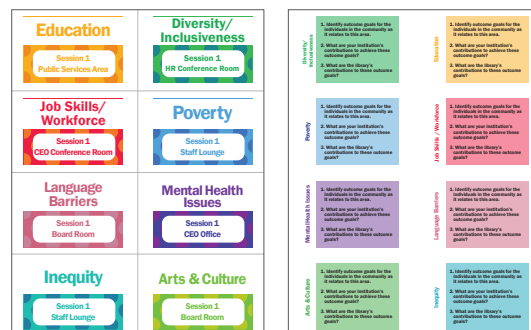 Education
Session 1
Public Services Area
Diversity/
Inclusiveness
Session 1
HR Conference Room
Job Skills/
Workforce
Session 1
CEO Conference Room
Poverty
Session 1
Staff Lounge
Language
Barriers
Session 1
Board Room
Mental Health
Issues
Session 1
CEO Office
Inequity
Session 1
Staff Lounge
Arts & Culture
Session 1
Board Room
Diversity/
Inclusiveness
1. Identify outcome goals for the
individuals in the community as
it relates to this area.
2. What are your institution's
contributions to achieve these
outcome goals?
3. What are the library's
contributions to these outcome
goals?
Education
1. Identify outcome goals for the
individuals in the community as
it relates to this area.
2. What are your institution's
contributions to achieve these
outcome goals?
3. What are the library's
contributions to these outcome
goals?
Poverty
1. Identify outcome goals for the
individuals in the community as
it relates to this area.
2. What are your institution's
contributions to achieve these
outcome goals?
3. What are the library's
contributions to these outcome
goals?
Job Skills / Workforce
1. Identify outcome goals for the
individuals in the community as
it relates to this area.
2. What are your institution's
contributions to achieve these
outcome goals?
3. What are the library's
contributions to these outcome
goals?
Mental Health Issues
1. Identify outcome goals for the
individuals in the community as
it relates to this area.
2. What are your institution's
contributions to achieve these
outcome goals?
3. What are the library's
contributions to these outcome
goals?
Language Barriers
1. Identify outcome goals for the
individuals in the community as
it relates to this area.
2. What are your institution's
contributions to achieve these
outcome goals?
3. What are the library's
contributions to these outcome
goals?
Arts & Culture
1. Identify outcome goals for the
individuals in the community as
it relates to this area.
2. What are your institution's
contributions to achieve these
outcome goals?
3. What are the library's
contributions to these outcome
goals?
Inequity
1. Identify outcome goals for the
individuals in the community as
it relates to this area.
2. What are your institution's
contributions to achieve these
outcome goals?
3. What are the library's
contributions to these outcome
goals?